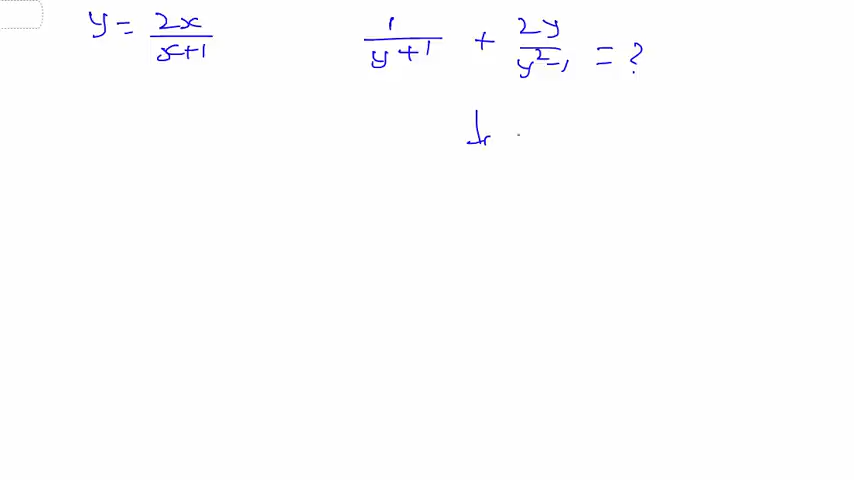 y = 2x/(x+1) 1/(y+1) + 2y/(y²-1) = ?